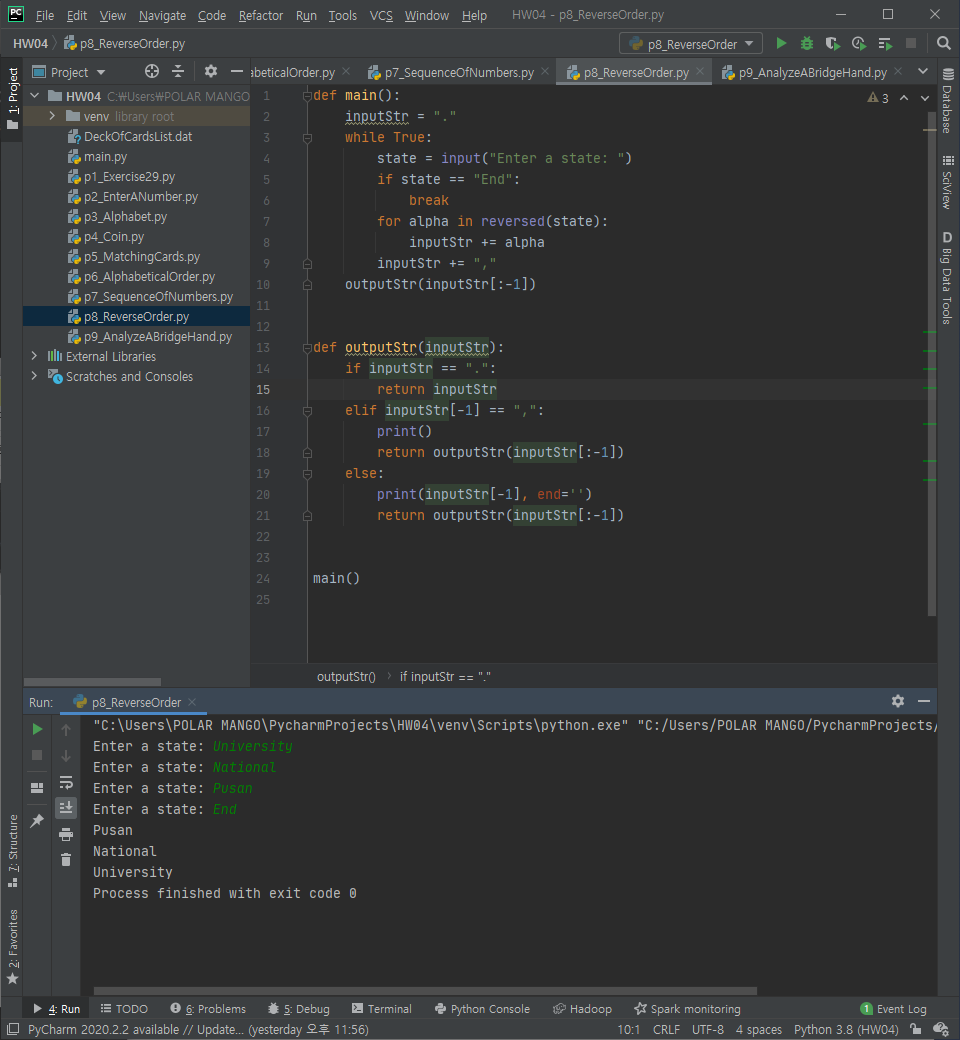 PC File Edit View Navigate Code Refactor Run Tools VCS Window Help HW04 - p8_ReverseOrder.py
HW04 p8_ReverseOrder.py p8_ReverseOrder
1: Project
Project
abeticalOrder.py p7_SequenceOfNumbers.py p8_ReverseOrder.py p9_AnalyzeABridgeHand.py
HW04 C:₩Users₩POLAR MANGO
venv library root
DeckOfCardsList.dat
main.py
p1_Exercise29.py
p2_EnterANumber.py
p3_Alphabet.py
p4_Coin.py
p5_MatchingCards.py
p6_AlphabeticalOrder.py
p7_SequenceOfNumbers.py
p8_ReverseOrder.py
p9_AnalyzeABridgeHand.py
External Libraries
Scratches and Consoles
1 def main():
2 inputStr = "."
3 while True:
4 state = input("Enter a state: ")
5 if state == "End":
6 break
7 for alpha in reversed(state):
8 inputStr += alpha
9 inputStr += ","
10 outputStr(inputStr[:-1])
11
12
13 def outputStr(inputStr):
14 if inputStr == ".":
15 return inputStr
16 elif inputStr[-1] == ",":
17 print()
18 return outputStr(inputStr[:-1])
19 else:
20 print(inputStr[-1], end='')
21 return outputStr(inputStr[:-1])
22
23
24 main()
25
3
Database
SciView
D Big Data Tools
outputStr() if inputStr == "."
Run: p8_ReverseOrder
"C:\Users\POLAR MANGO\PycharmProjects\HW04\venv\Scripts\python.exe" "C:/Users/POLAR MANGO/PycharmProjects/
Enter a state: University
Enter a state: National
Enter a state: Pusan
Enter a state: End
Pusan
National
University
Process finished with exit code 0
7: Structure
2: Favorites
4: Run TODO 6: Problems 5: Debug Terminal Python Console Hadoop Spark monitoring 1 Event Log
PyCharm 2020.2.2 available // Update... (yesterday 오후 11:56) 10:1 CRLF UTF-8 4 spaces Python 3.8 (HW04)